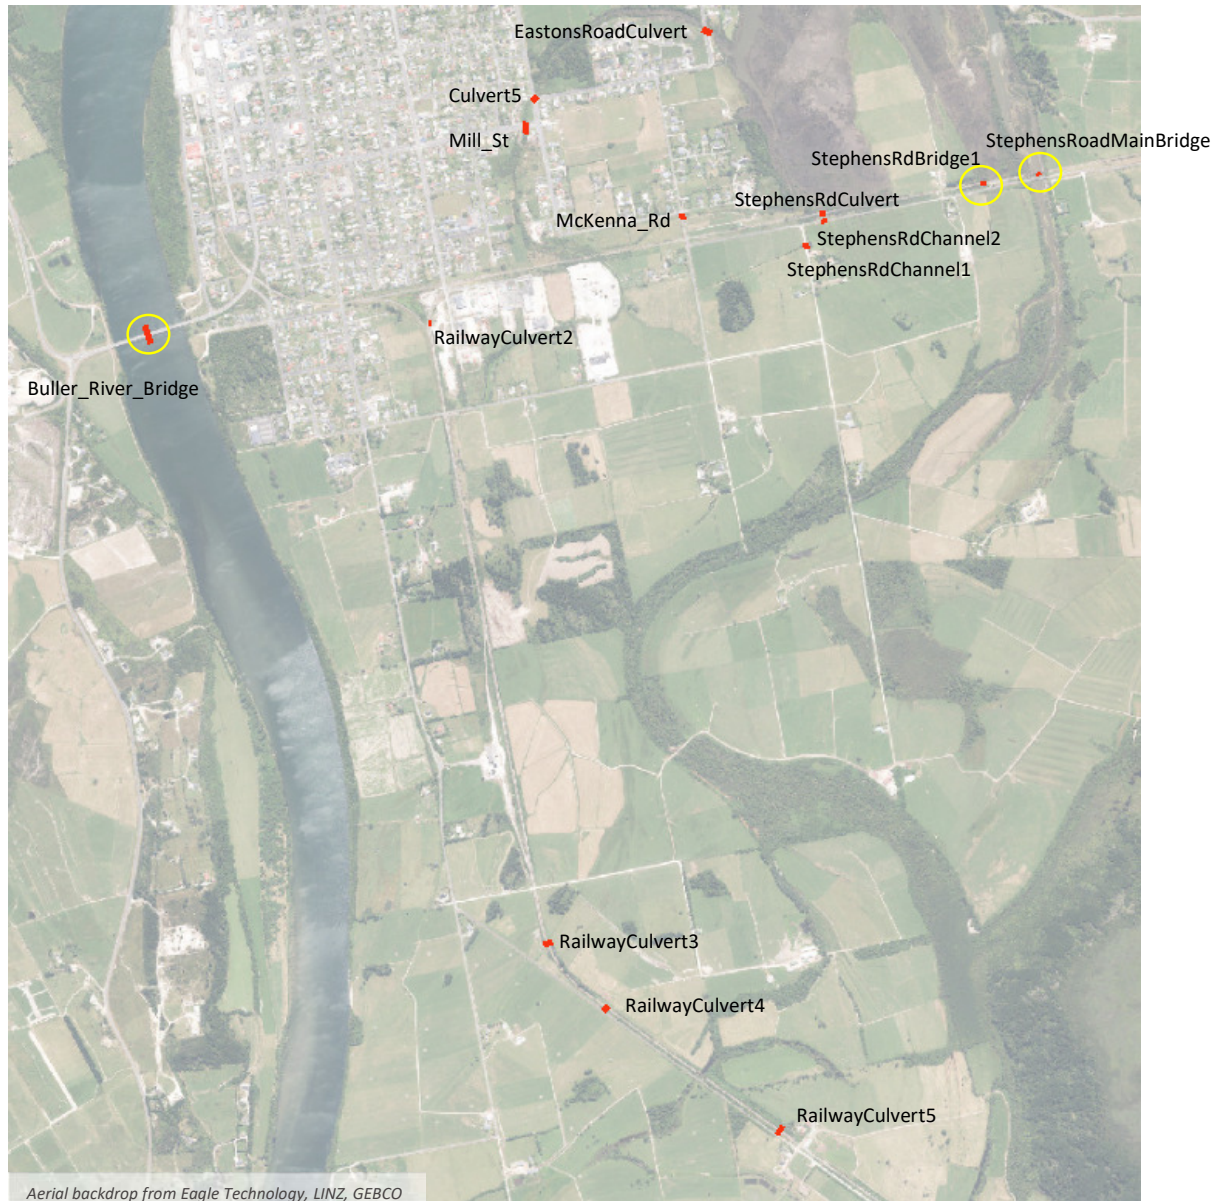 EastonsRoadCulvert
Culvert5
Mill_St
StephensRoadMainBridge
StephensRdBridge1
StephensRdCulvert
McKenna_Rd
StephensRdChannel2
StephensRdChannel1
RailwayCulvert2
Buller_River_Bridge
RailwayCulvert3
RailwayCulvert4
RailwayCulvert5
Aerial backdrop from Eagle Technology, LINZ, GEBCO